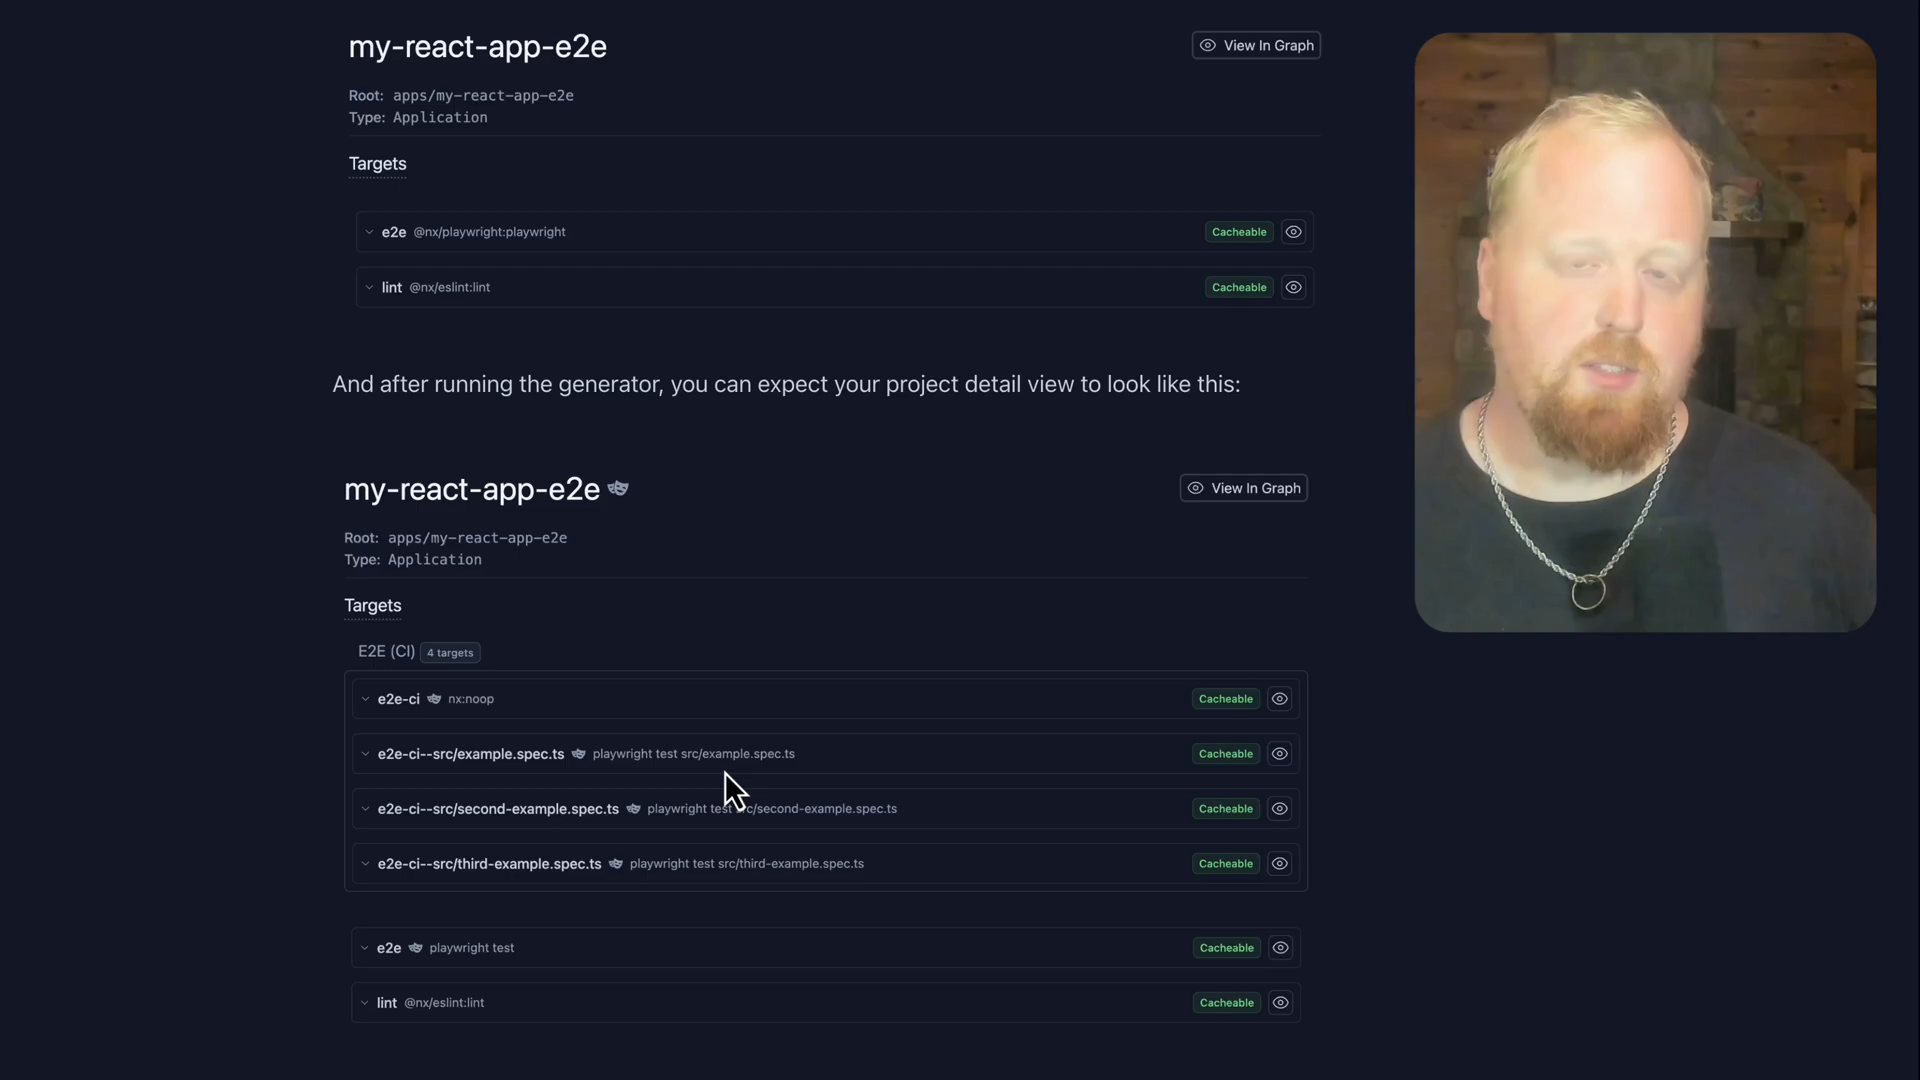 my-react-app-e2e
View In Graph
Root: apps/my-react-app-e2e
Type: Application
Targets
e2e @nx/playwright:playwright Cacheable
lint @nx/eslint:lint Cacheable
And after running the generator, you can expect your project detail view to look like this:
my-react-app-e2e
View In Graph
Root: apps/my-react-app-e2e
Type: Application
Targets
E2E (CI) 4 targets
e2e-ci nx:noop Cacheable
e2e-ci--src/example.spec.ts playwright test src/example.spec.ts Cacheable
e2e-ci--src/second-example.spec.ts playwright test src/second-example.spec.ts Cacheable
e2e-ci--src/third-example.spec.ts playwright test src/third-example.spec.ts Cacheable
e2e playwright test Cacheable
lint @nx/eslint:lint Cacheable